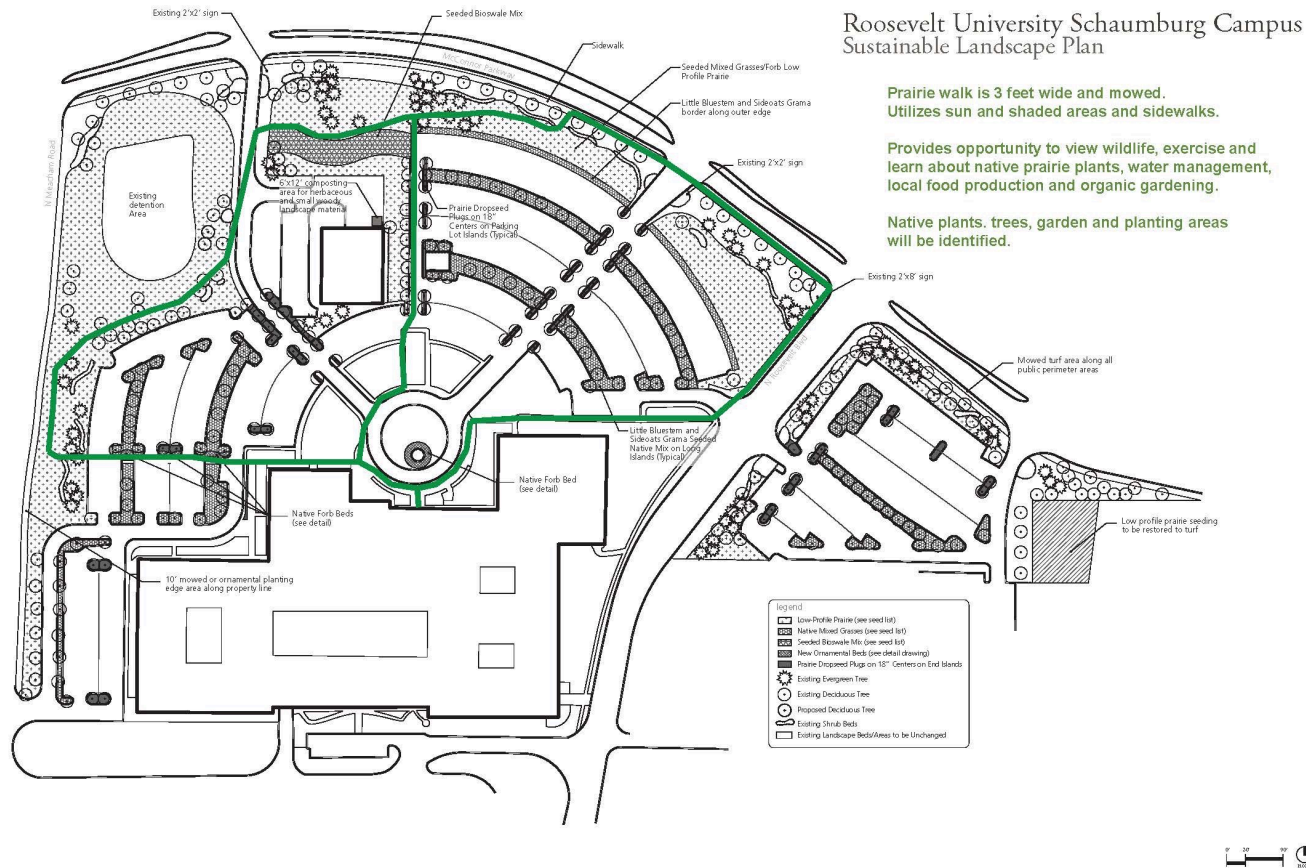 Roosevelt University Schaumburg Campus
Sustainable Landscape Plan
Prairie walk is 3 feet wide and mowed.
Utilizes sun and shaded areas and sidewalks.
Provides opportunity to view wildlife, exercise and
learn about native prairie plants, water management,
local food production and organic gardening.
Native plants. trees, garden and planting areas
will be identified.
Existing 2'x2' sign
Seeded Bioswale Mix
Sidewalk
McConnor Parkway
Seeded Mixed Grasses/Forb Low
Profile Prairie
Little Bluestem and Sideoats Grama
border along outer edge
Existing 2'x2' sign
N Meacham Road
Existing
detention
Area
6'x12' composting
area for herbaceous
and small woody
landscape material
Prairie Dropseed
Plugs on 18"
Centers on Parking
Lot Islands (Typical)
Existing 2'x8' sign
N Roosevelt Blvd
Mowed turf area along all
public perimeter areas
Little Bluestem and
Sideoats Grama Seeded
Native Mix on Long
Islands (Typical)
Native Forb Bed
(see detail)
Native Forb Beds
(see detail)
Low profile prairie seeding
to be restored to turf
10' mowed or ornamental planting
edge area along property line
legend
Low-Profile Prairie (see seed list)
Native Mixed Grasses (see seed list)
Seeded Bioswale Mix (see seed list)
New Ornamental Beds (see detail drawing)
Prairie Dropseed Plugs on 18" Centers on End Islands
Existing Evergreen Tree
Existing Deciduous Tree
Proposed Deciduous Tree
Existing Shrub Beds
Existing Landscape Beds/Areas to be Unchanged
0' 20' 90'